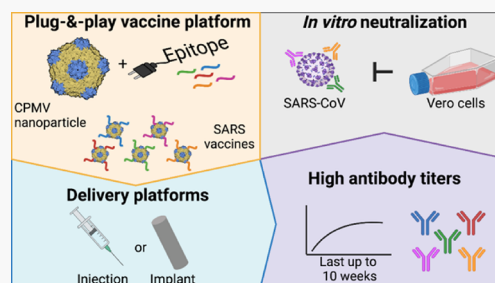 Plug-&-play vaccine platform
Epitope
+
CPMV
nanoparticle
SARS
vaccines
In vitro neutralization
SARS-CoV
Vero cells
Delivery platforms
or
Injection
Implant
High antibody titers
Last up to
10 weeks